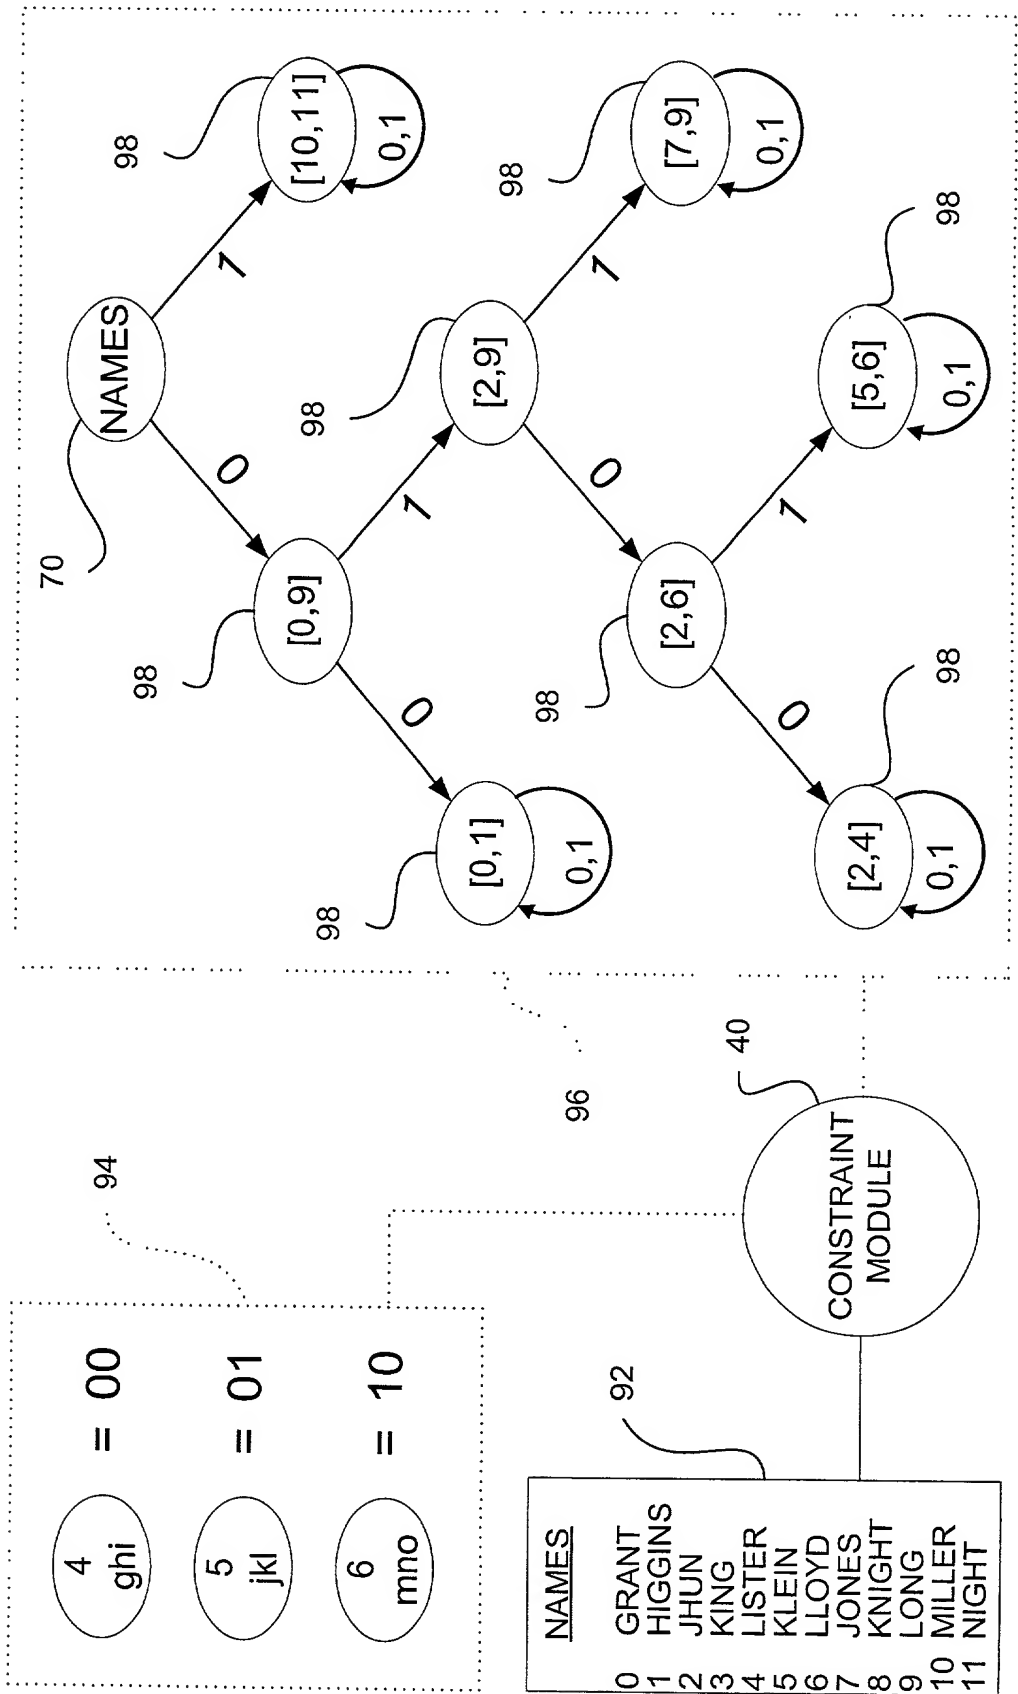 4
ghi
= 00
5
jkl
= 01
6
mno
= 10
94
NAMES
0 GRANT
1 HIGGINS
2 JHUN
3 KING
4 LISTER
5 KLEIN
6 LLOYD
7 JONES
8 KNIGHT
9 LONG
10 MILLER
11 NIGHT
92
CONSTRAINT
MODULE
40
96
70
NAMES
0
1
98
[0,9]
98
[10,11]
0,1
0
1
98
[0,1]
0,1
98
[2,9]
0
1
98
[2,6]
98
[7,9]
0,1
0
1
98
[2,4]
0,1
98
[5,6]
0,1